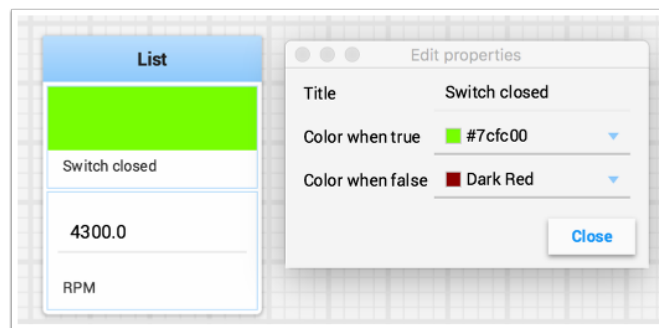 List
Switch closed
4300.0
RPM
Edit properties
Title Switch closed
Color when true #7cfc00
Color when false Dark Red
Close